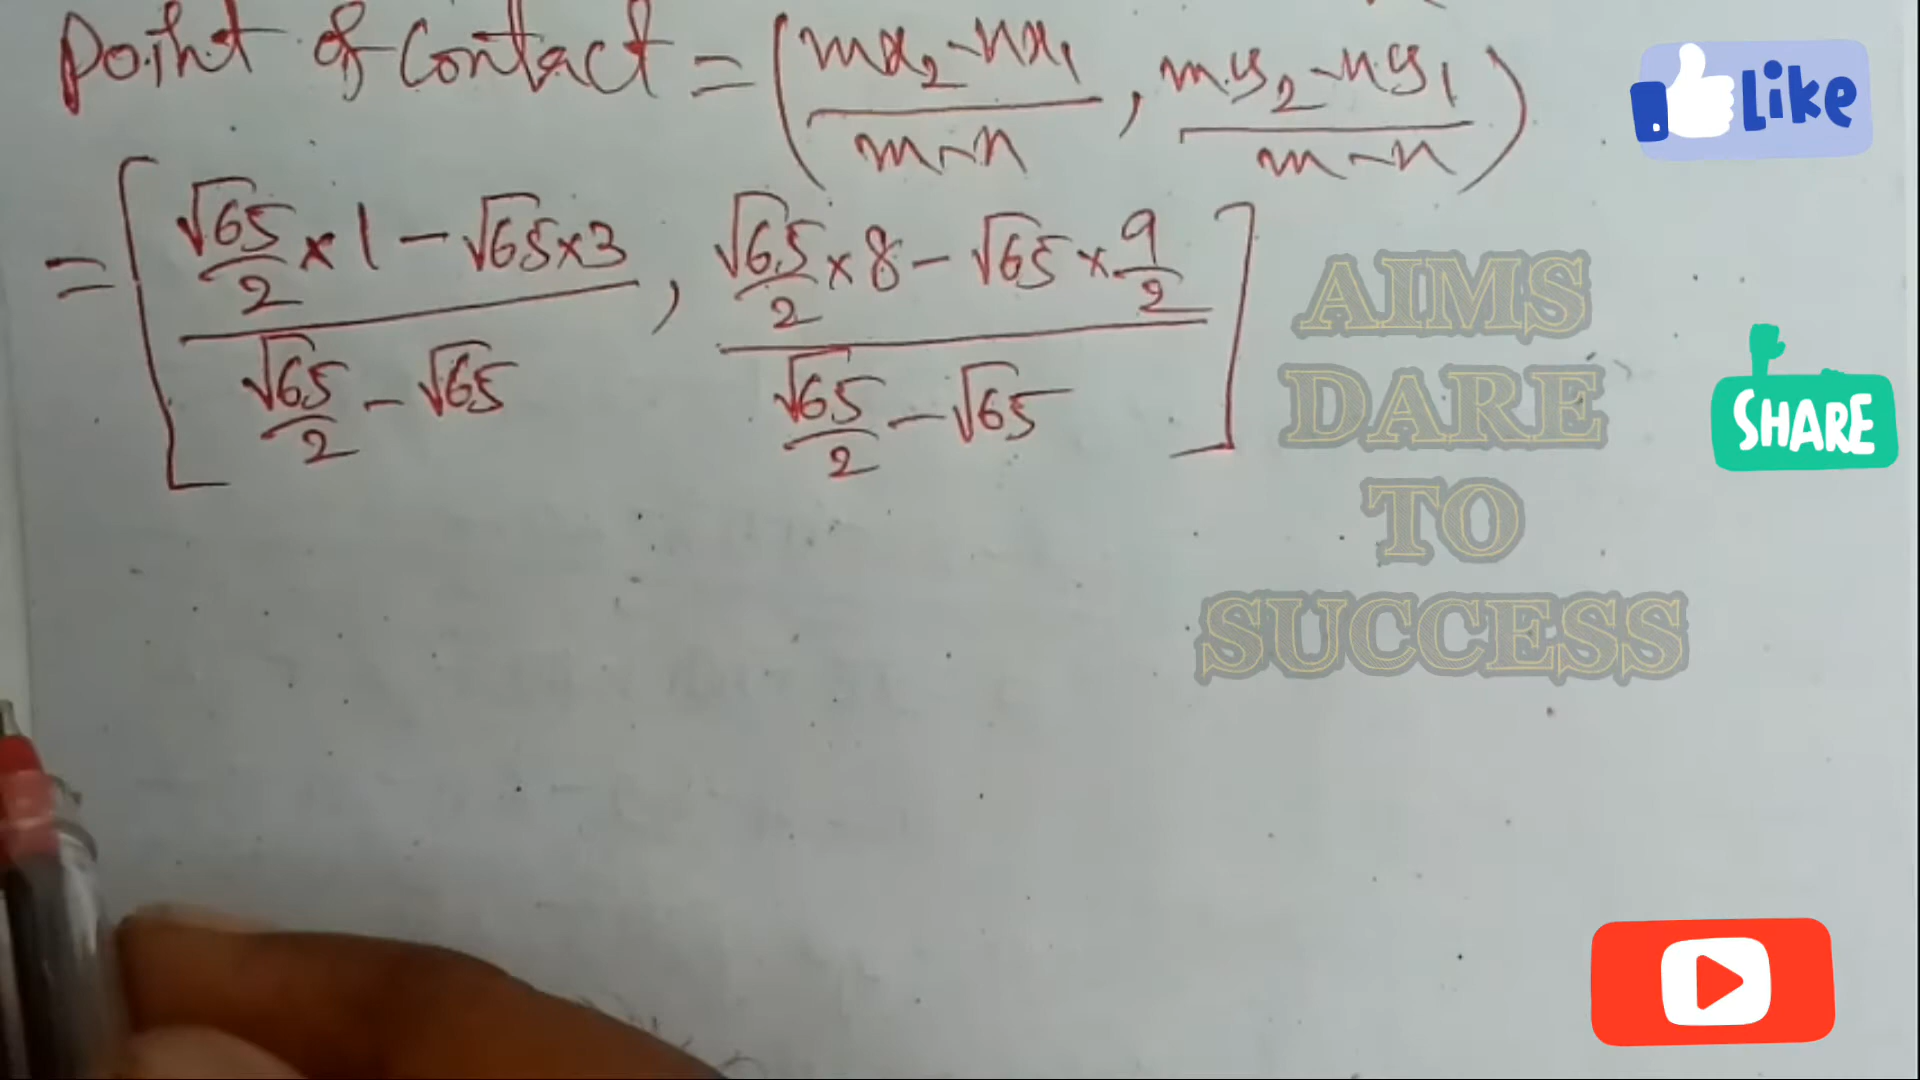 Point of Contact = (mx₂-nx₁/m-n, my₂-ny₁/m-n)
= [√65/2 × 1 - √65×3 / √65/2 - √65, √65/2 × 8 - √65 × 9/2 / √65/2 - √65]
Like
AIMS
DARE
TO
SUCCESS
SHARE